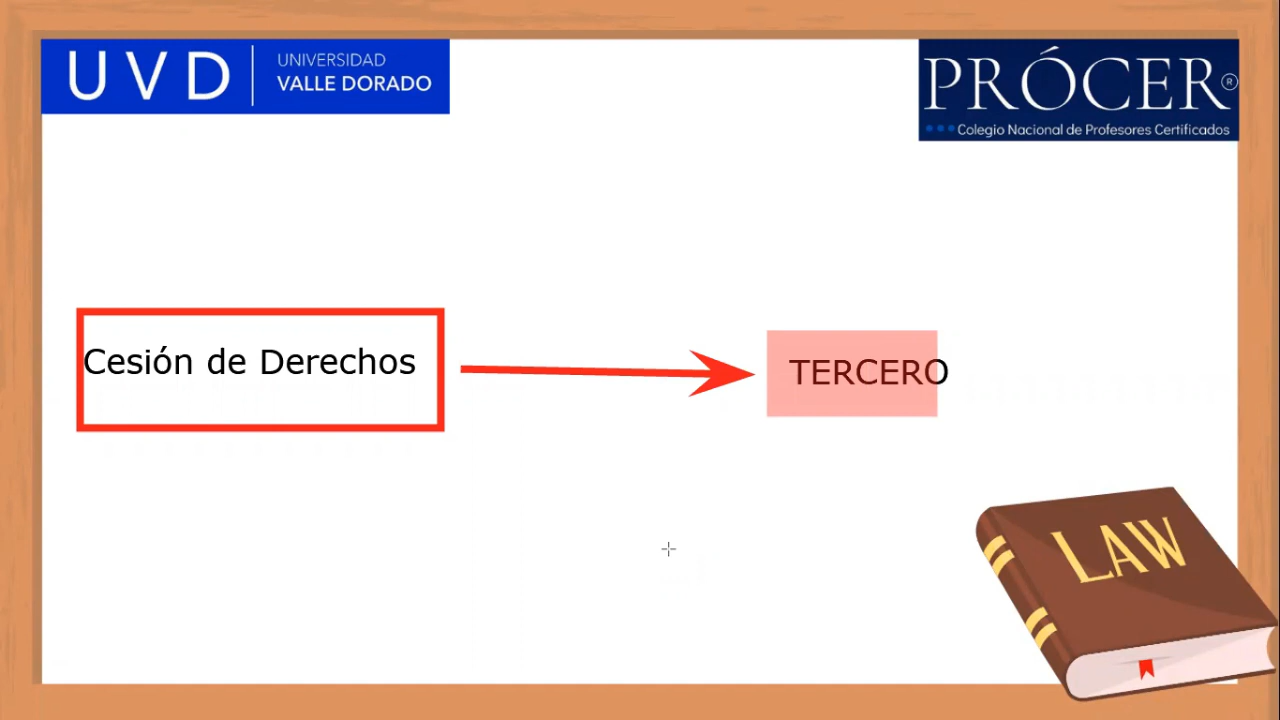 UVD
UNIVERSIDAD
VALLE DORADO
PRÓCER®
Colegio Nacional de Profesores Certificados
Cesión de Derechos
TERCERO
LAW